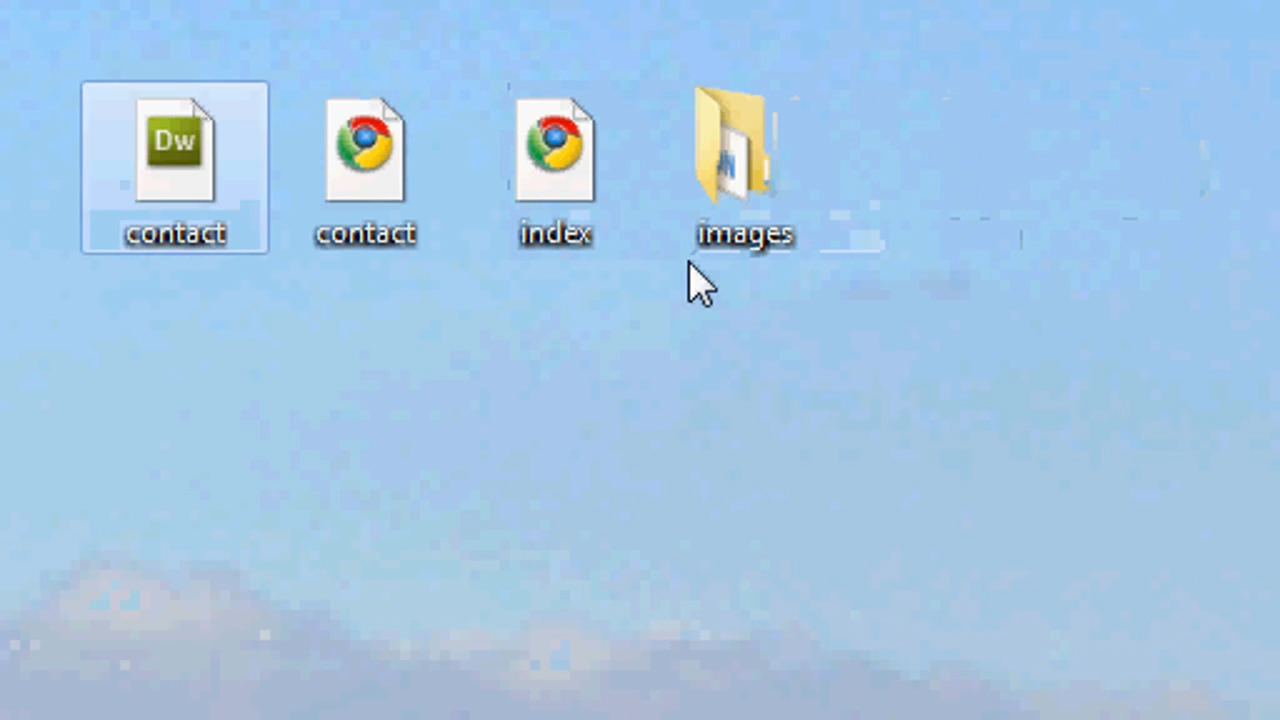 Dw
contact
contact
index
images